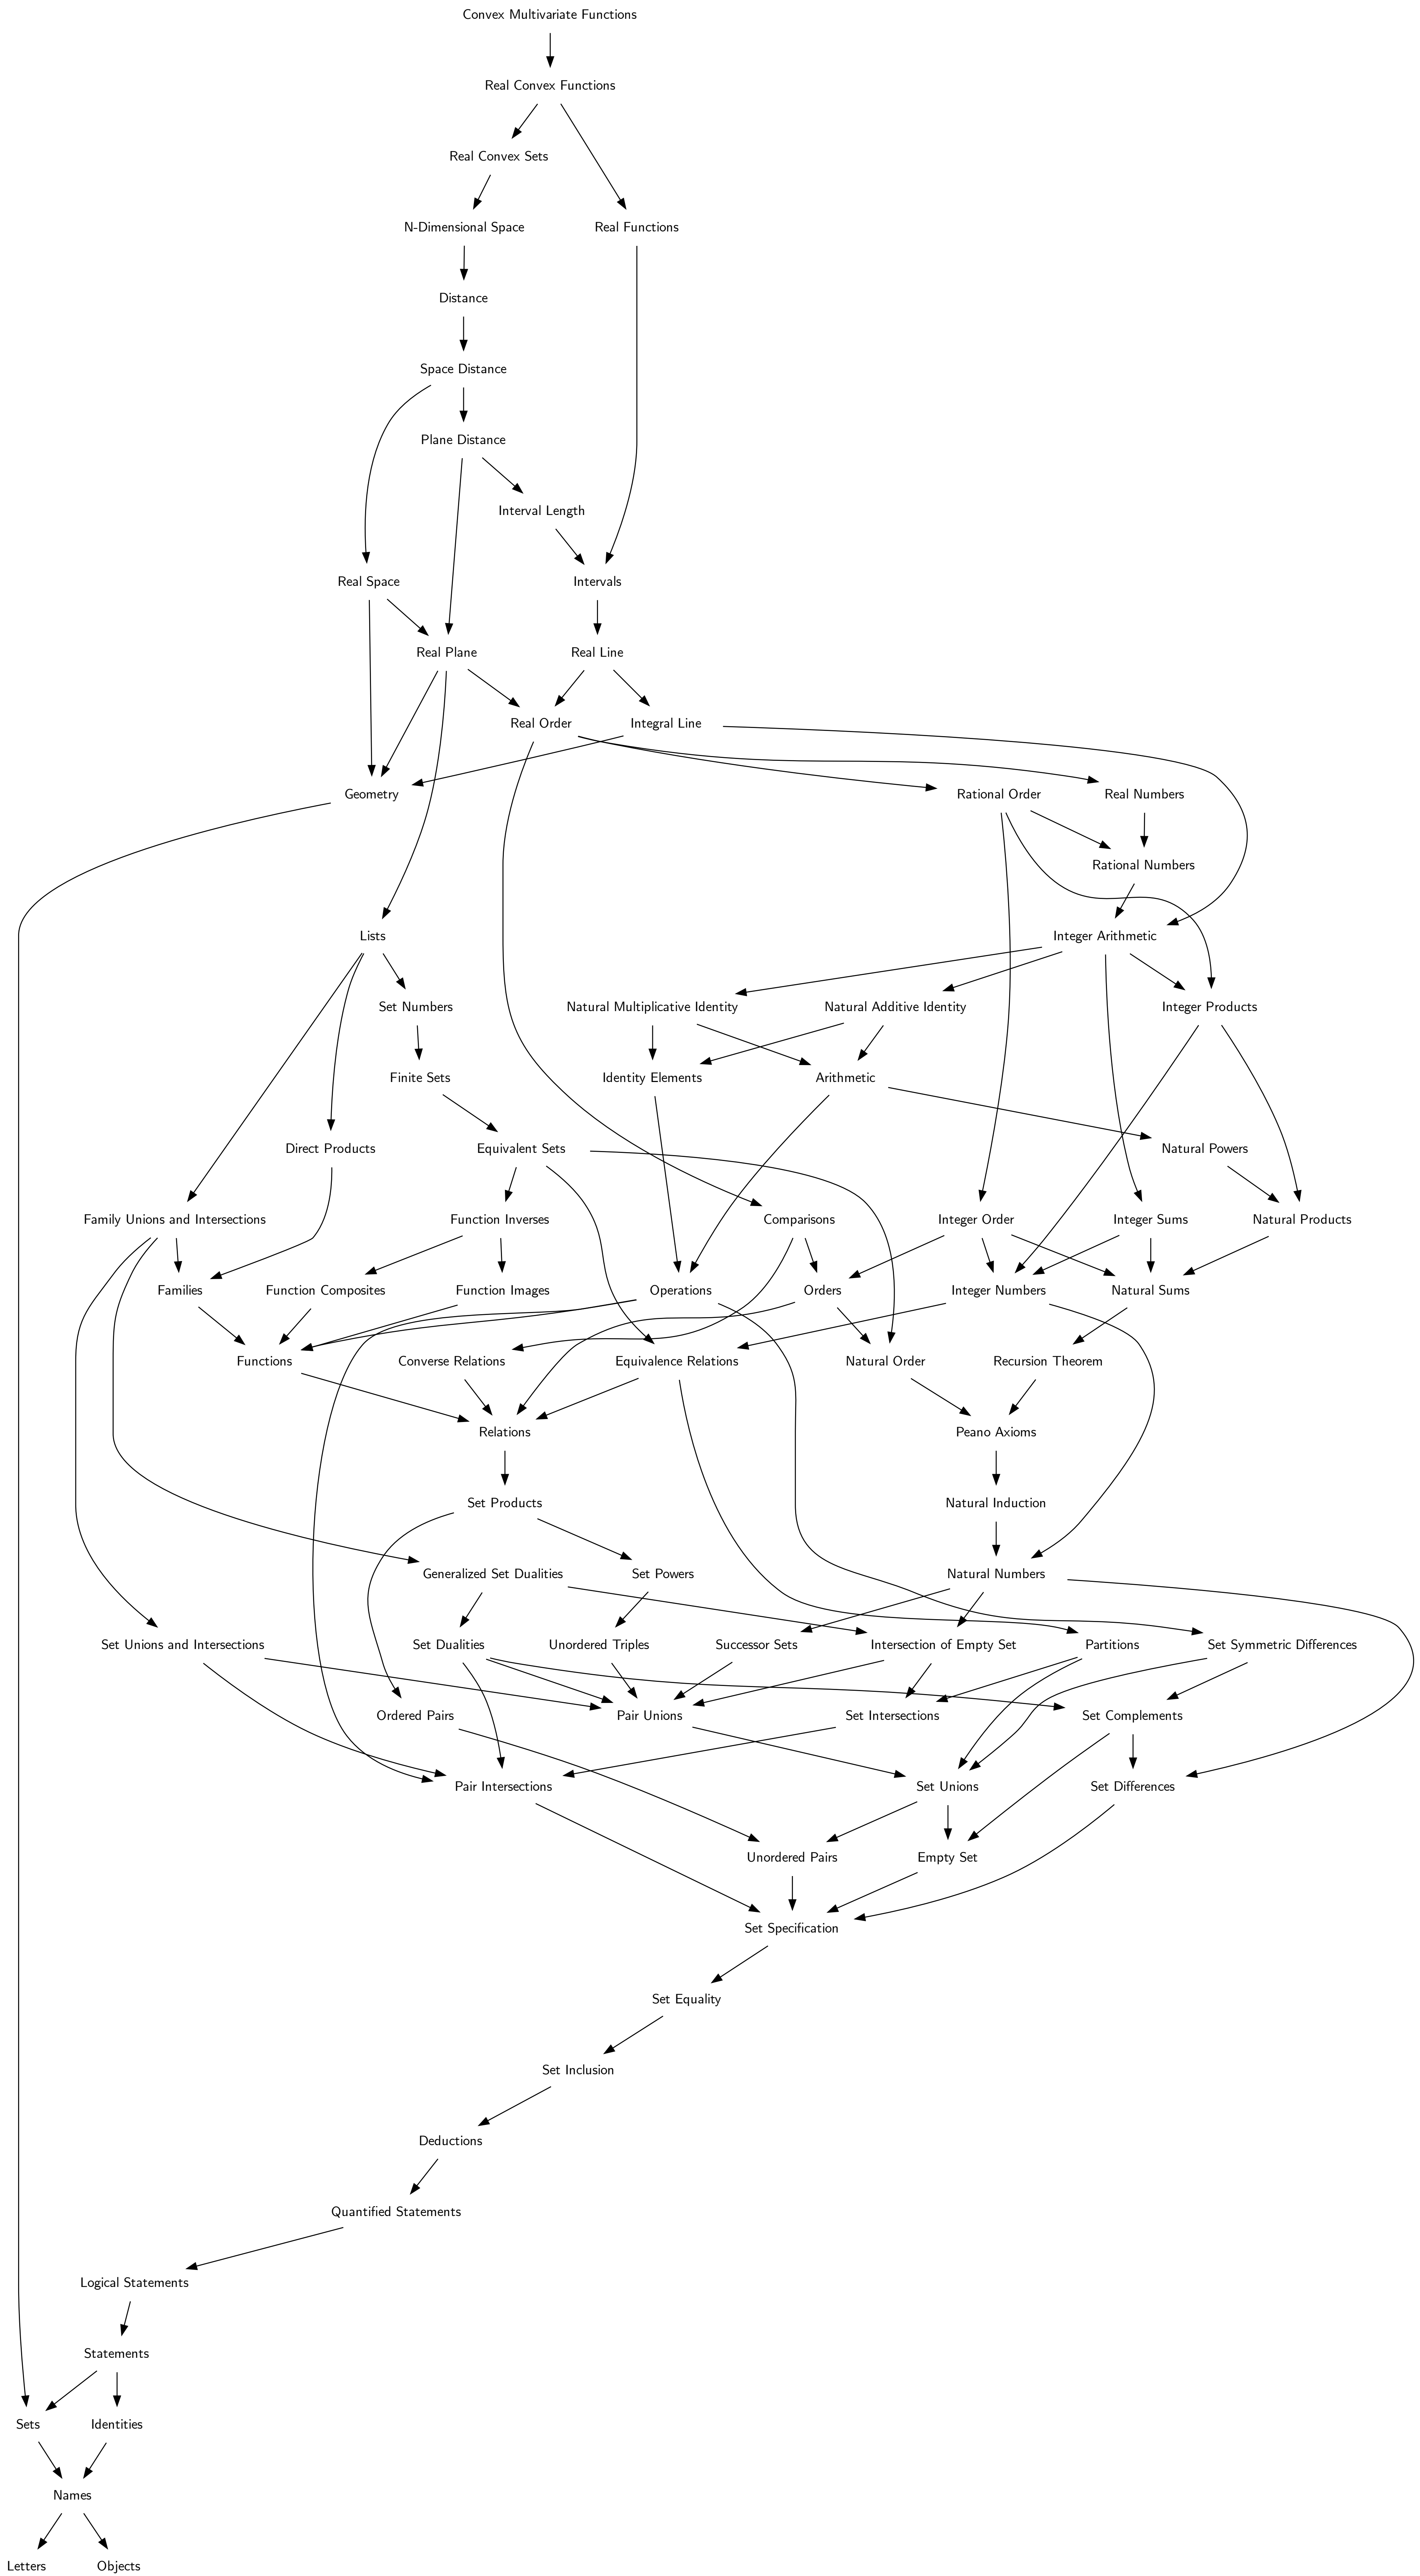 Convex Multivariate Functions
Real Convex Functions
Real Convex Sets
N-Dimensional Space
Real Functions
Distance
Space Distance
Plane Distance
Interval Length
Real Space
Intervals
Real Plane
Real Line
Real Order
Integral Line
Geometry
Rational Order
Real Numbers
Rational Numbers
Lists
Integer Arithmetic
Set Numbers
Natural Multiplicative Identity
Natural Additive Identity
Integer Products
Finite Sets
Identity Elements
Arithmetic
Direct Products
Equivalent Sets
Natural Powers
Family Unions and Intersections
Function Inverses
Comparisons
Integer Order
Integer Sums
Natural Products
Families
Function Composites
Function Images
Operations
Orders
Integer Numbers
Natural Sums
Functions
Converse Relations
Equivalence Relations
Natural Order
Recursion Theorem
Relations
Peano Axioms
Set Products
Natural Induction
Generalized Set Dualities
Set Powers
Natural Numbers
Set Unions and Intersections
Set Dualities
Unordered Triples
Successor Sets
Intersection of Empty Set
Partitions
Set Symmetric Differences
Ordered Pairs
Pair Unions
Set Intersections
Set Complements
Pair Intersections
Set Unions
Set Differences
Unordered Pairs
Empty Set
Set Specification
Set Equality
Set Inclusion
Deductions
Quantified Statements
Logical Statements
Statements
Sets
Identities
Names
Letters
Objects